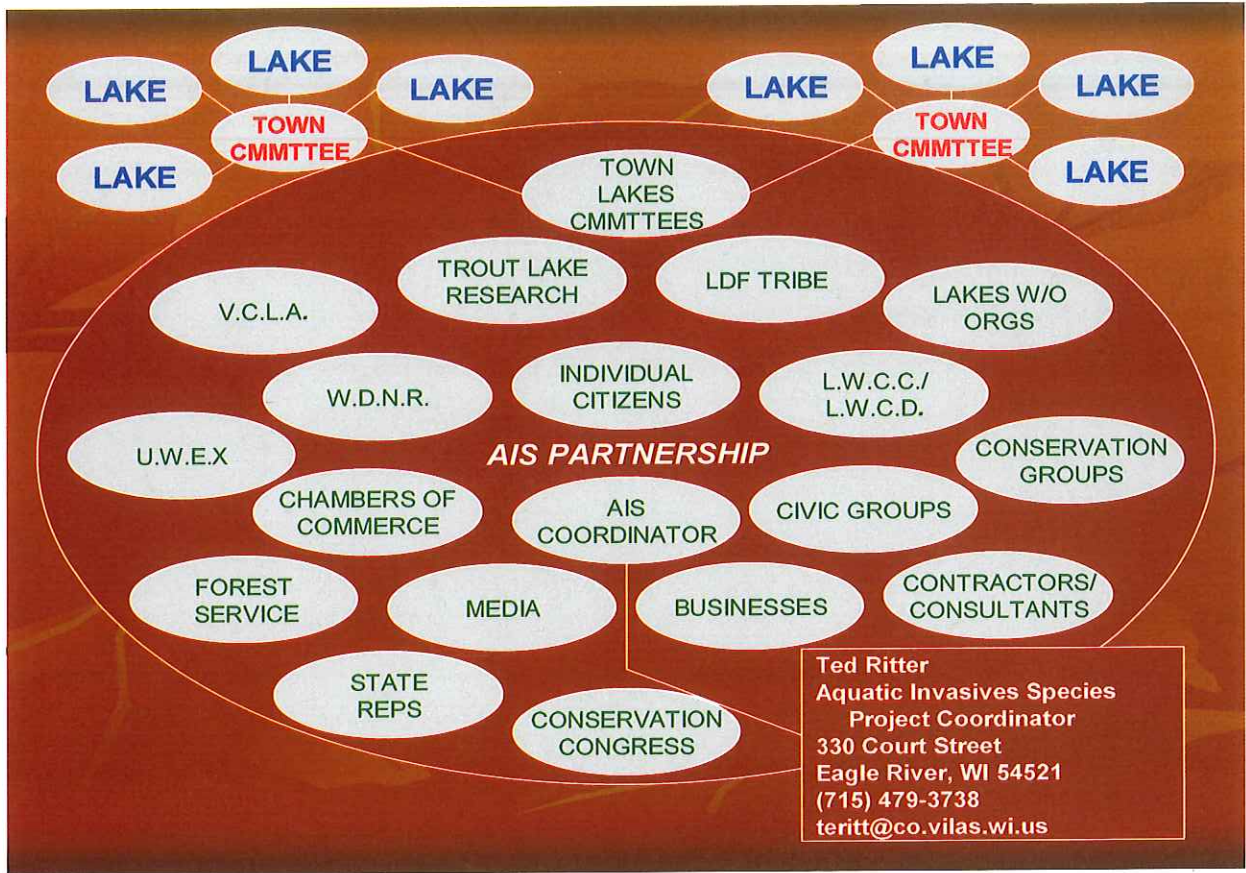 LAKE
LAKE
LAKE
LAKE
TOWN
CMMTTEE
LAKE
LAKE
LAKE
LAKE
TOWN
CMMTTEE
TOWN
LAKES
CMMTTEES
TROUT LAKE
RESEARCH
LDF TRIBE
V.C.L.A.
LAKES W/O
ORGS
W.D.N.R.
INDIVIDUAL
CITIZENS
L.W.C.C./
L.W.C.D.
U.W.E.X
AIS PARTNERSHIP
CONSERVATION
GROUPS
CHAMBERS OF
COMMERCE
AIS
COORDINATOR
CIVIC GROUPS
FOREST
SERVICE
MEDIA
BUSINESSES
CONTRACTORS/
CONSULTANTS
STATE
REPS
CONSERVATION
CONGRESS
Ted Ritter
Aquatic Invasives Species
Project Coordinator
330 Court Street
Eagle River, WI 54521
(715) 479-3738
teritt@co.vilas.wi.us